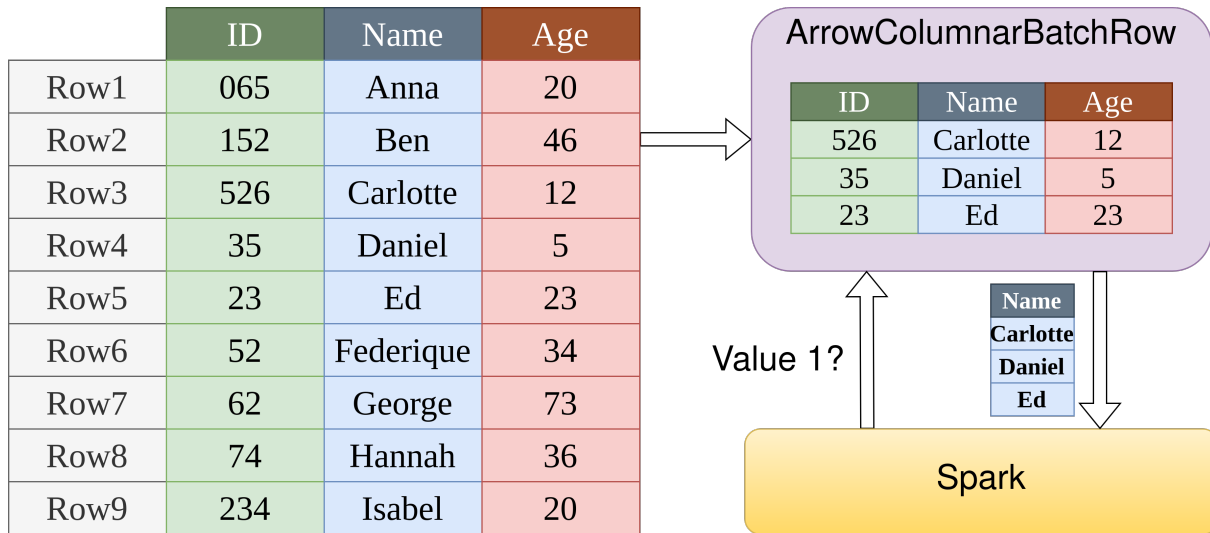 ID Name Age
Row1 065 Anna 20
Row2 152 Ben 46
Row3 526 Carlotte 12
Row4 35 Daniel 5
Row5 23 Ed 23
Row6 52 Federique 34
Row7 62 George 73
Row8 74 Hannah 36
Row9 234 Isabel 20
ArrowColumnarBatchRow
ID Name Age
526 Carlotte 12
35 Daniel 5
23 Ed 23
Value 1?
Name
Carlotte
Daniel
Ed
Spark